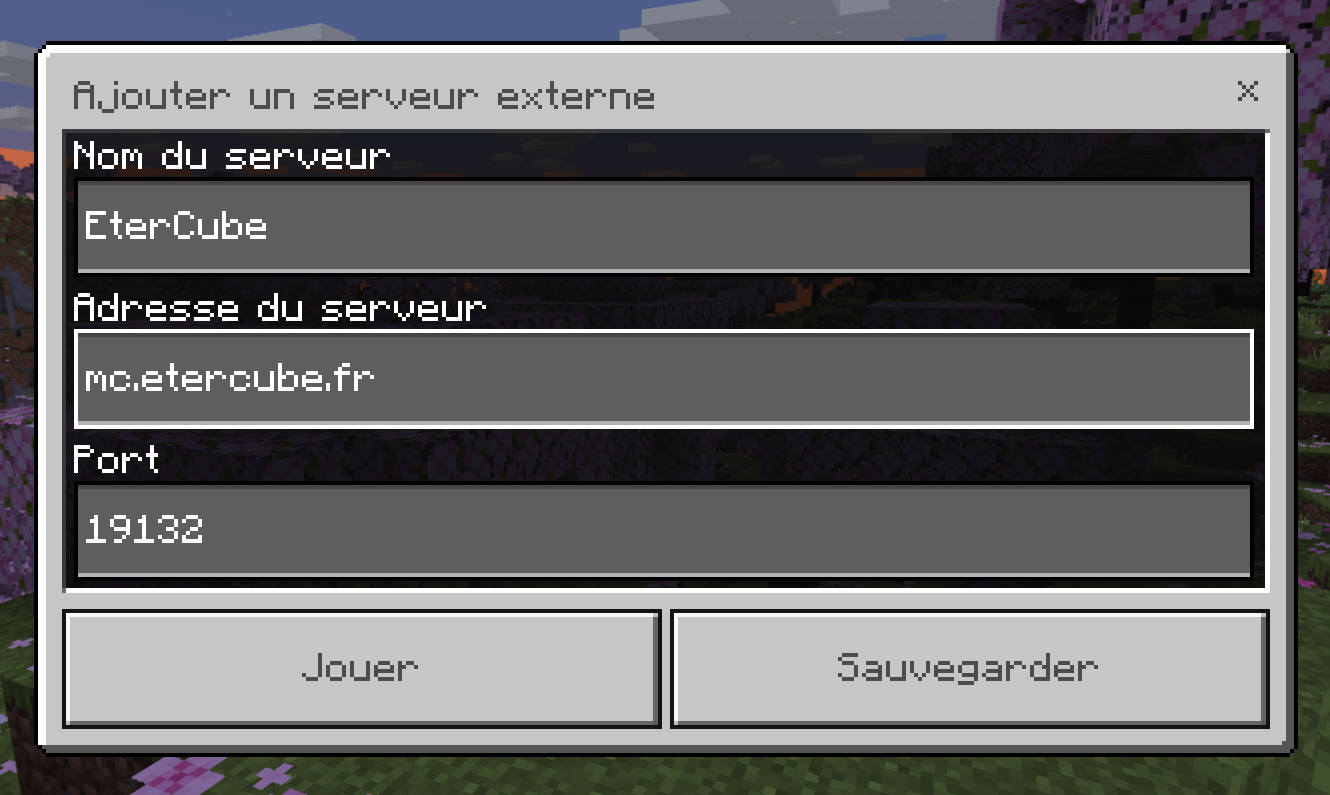 Ajouter un serveur externe
Nom du serveur
EterCube
Adresse du serveur
mc.etercube.fr
Port
19132
Jouer
Sauvegarder